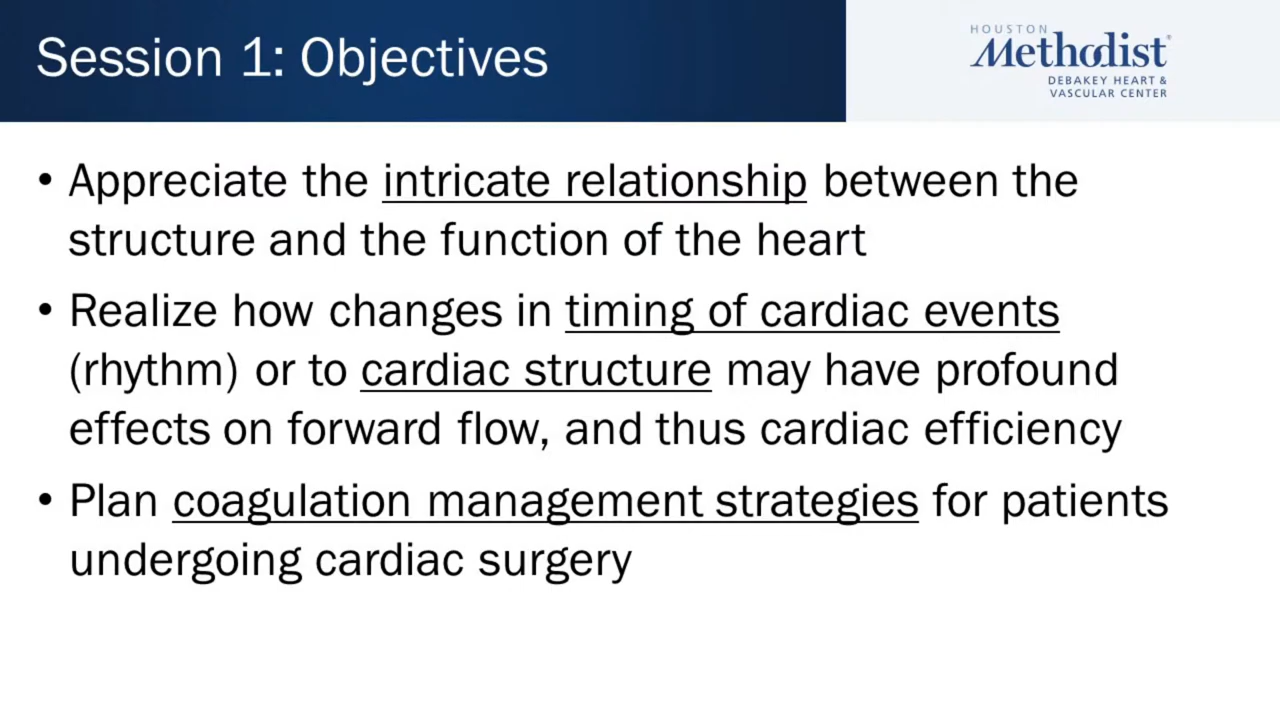 Session 1: Objectives
HOUSTON
Methodist®
DEBAKEY HEART &
VASCULAR CENTER
• Appreciate the intricate relationship between the
structure and the function of the heart
• Realize how changes in timing of cardiac events
(rhythm) or to cardiac structure may have profound
effects on forward flow, and thus cardiac efficiency
• Plan coagulation management strategies for patients
undergoing cardiac surgery